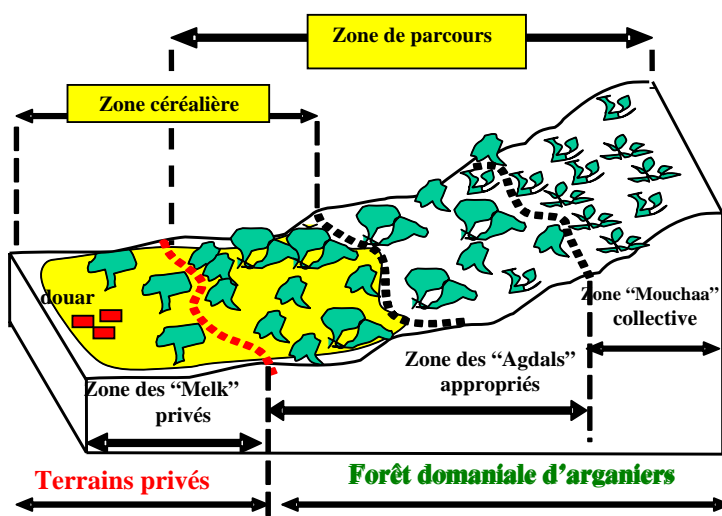 Zone de parcours
Zone céréalière
douar
Zone “Mouchaa”
collective
Zone des “Agdals”
appropriés
Zone des “Melk”
privés
Terrains privés
Forêt domaniale d’arganiers